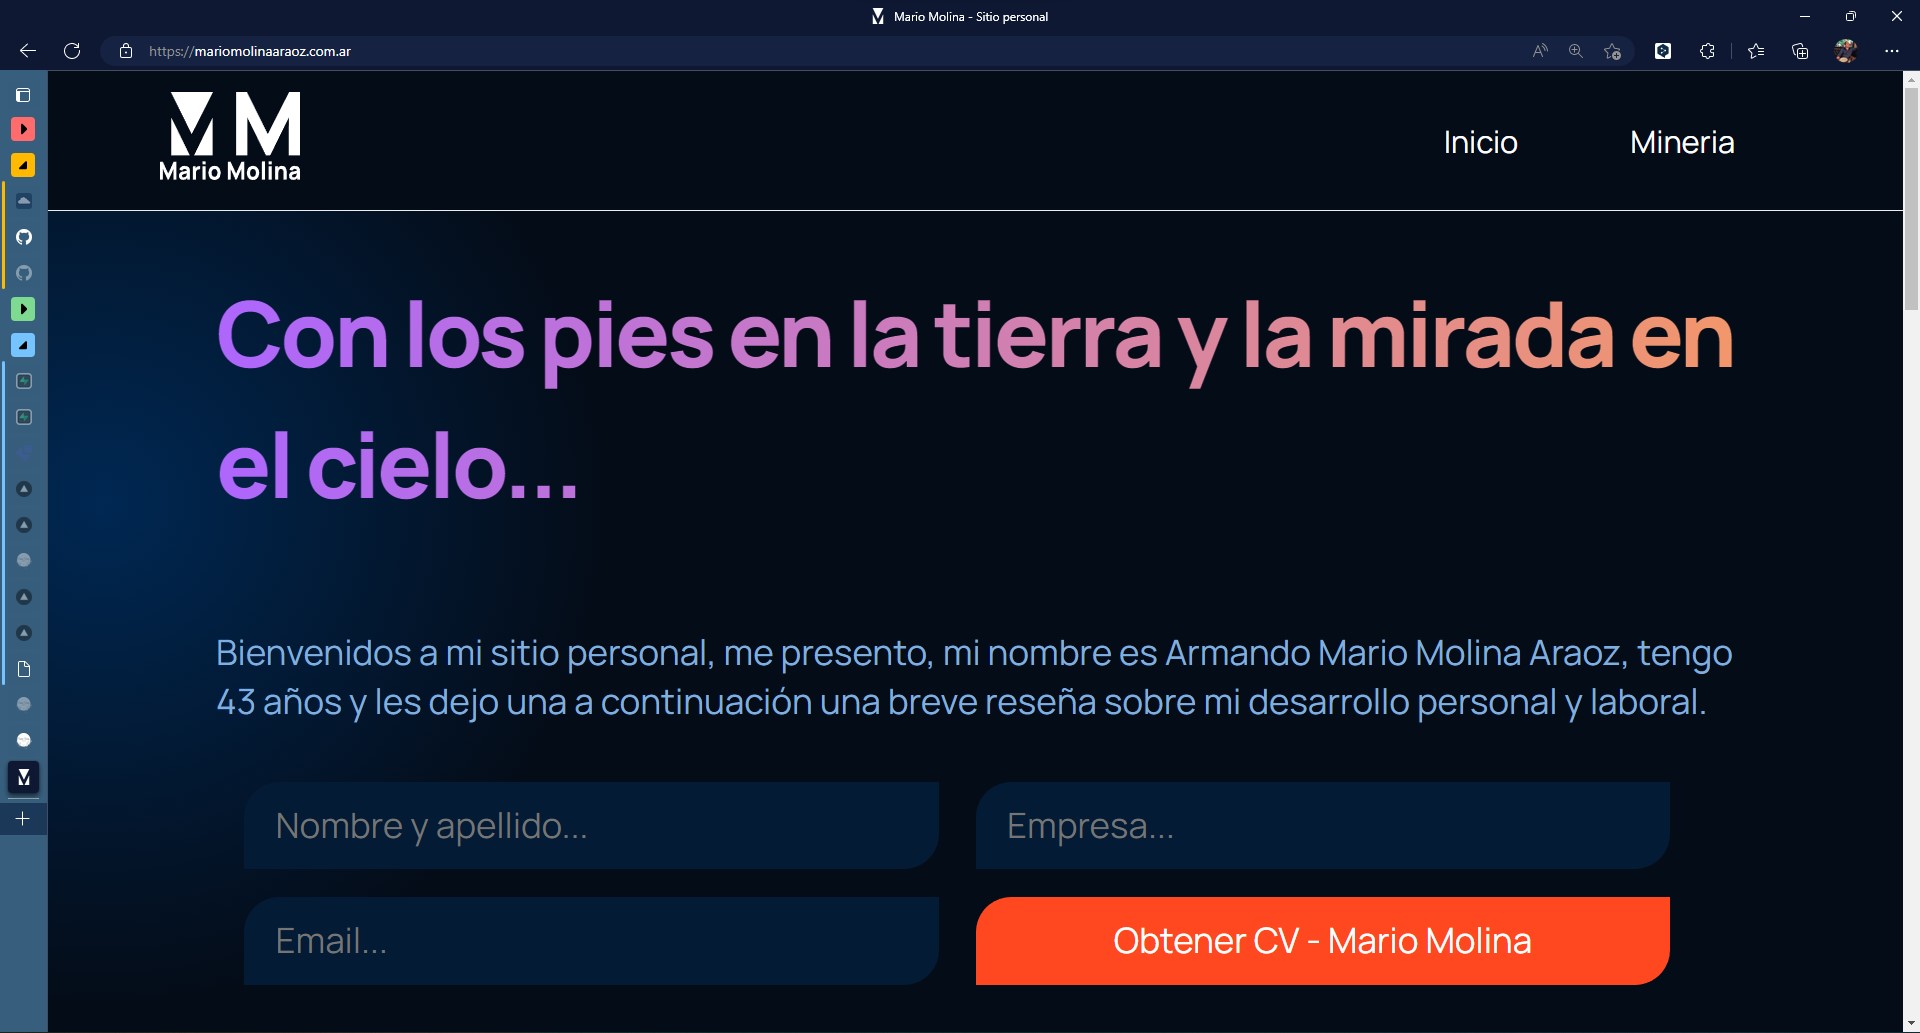 Mario Molina - Sitio personal
https://mariomolinaaraoz.com.ar
M M
Mario Molina
Inicio
Mineria
Con los pies en la tierra y la mirada en
el cielo...
Bienvenidos a mi sitio personal, me presento, mi nombre es Armando Mario Molina Araoz, tengo
43 años y les dejo una a continuación una breve reseña sobre mi desarrollo personal y laboral.
Nombre y apellido...
Empresa...
Email...
Obtener CV - Mario Molina